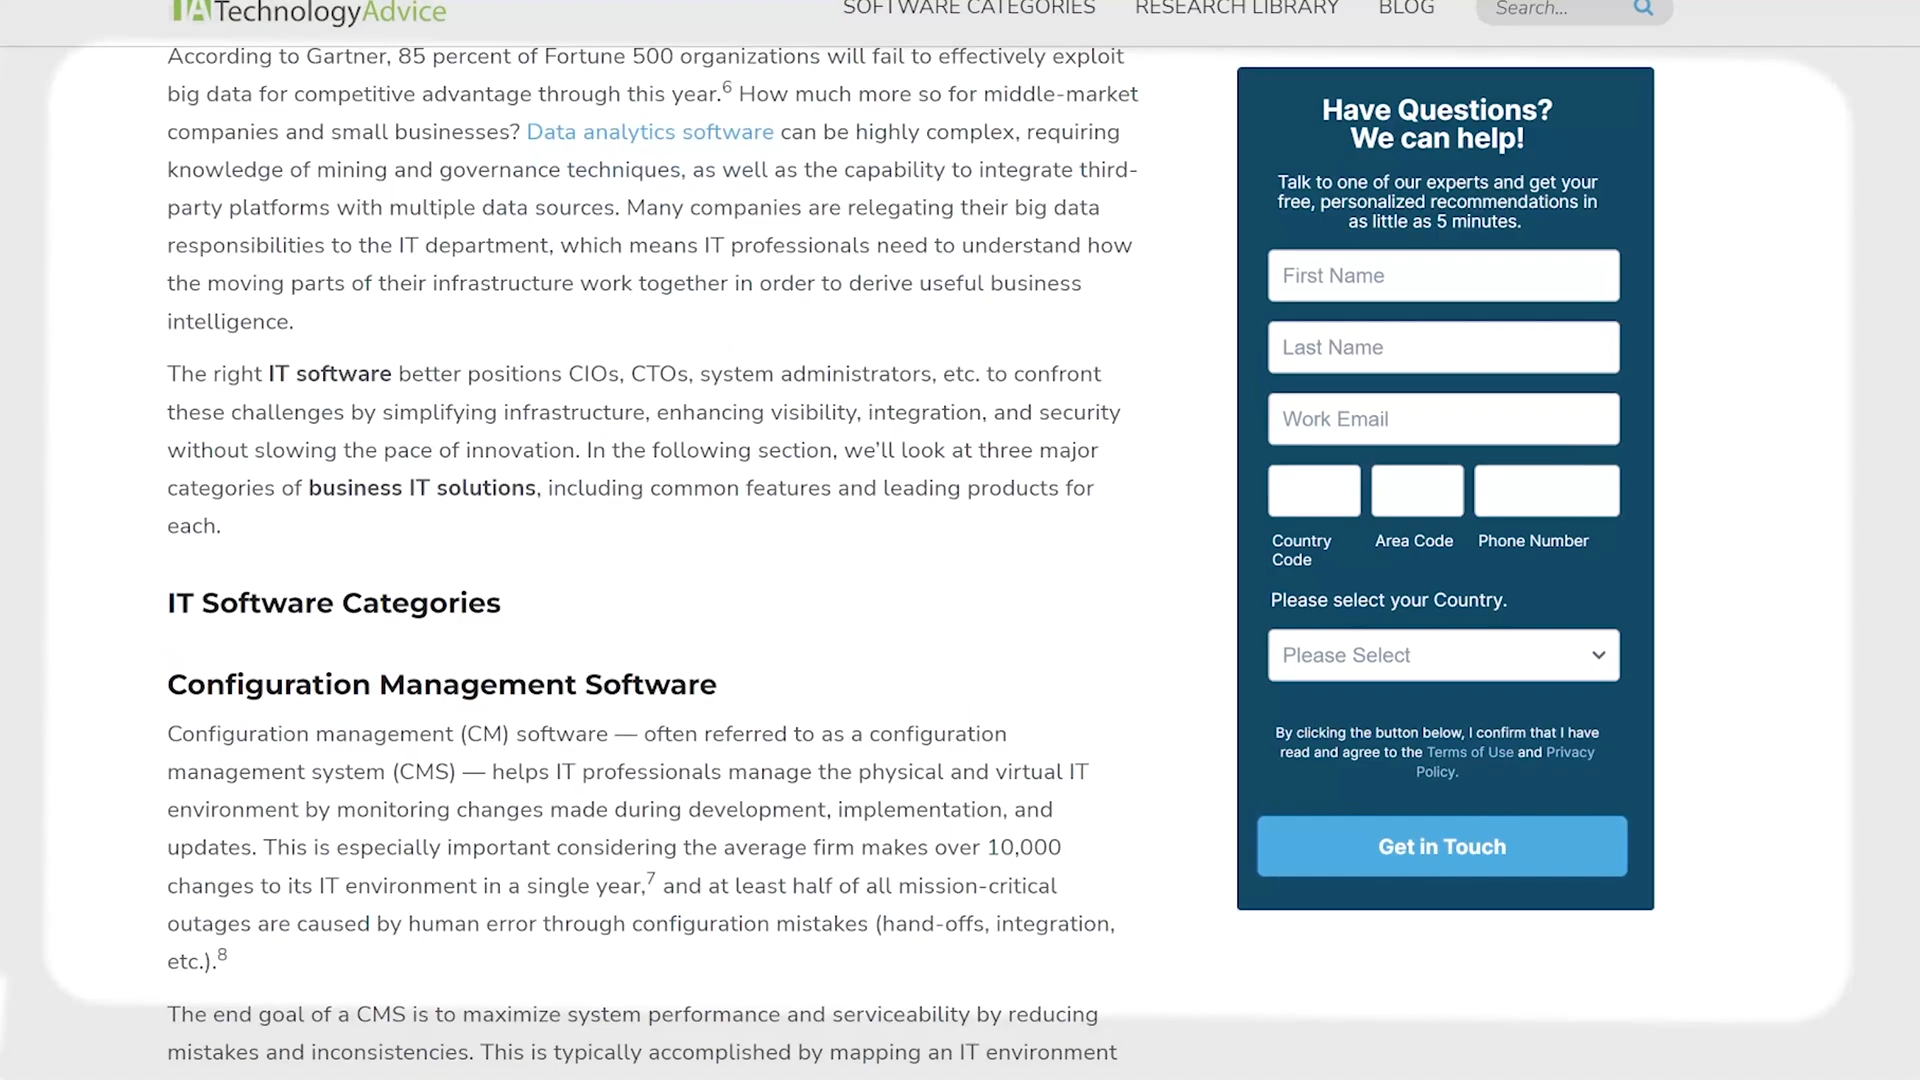 TechnologyAdvice
SOFTWARE CATEGORIES RESEARCH LIBRARY BLOG Search...
According to Gartner, 85 percent of Fortune 500 organizations will fail to effectively exploit
big data for competitive advantage through this year.6 How much more so for middle-market
companies and small businesses? Data analytics software can be highly complex, requiring
knowledge of mining and governance techniques, as well as the capability to integrate third-
party platforms with multiple data sources. Many companies are relegating their big data
responsibilities to the IT department, which means IT professionals need to understand how
the moving parts of their infrastructure work together in order to derive useful business
intelligence.
The right IT software better positions CIOs, CTOs, system administrators, etc. to confront
these challenges by simplifying infrastructure, enhancing visibility, integration, and security
without slowing the pace of innovation. In the following section, we’ll look at three major
categories of business IT solutions, including common features and leading products for
each.
IT Software Categories
Configuration Management Software
Configuration management (CM) software — often referred to as a configuration
management system (CMS) — helps IT professionals manage the physical and virtual IT
environment by monitoring changes made during development, implementation, and
updates. This is especially important considering the average firm makes over 10,000
changes to its IT environment in a single year,7 and at least half of all mission-critical
outages are caused by human error through configuration mistakes (hand-offs, integration,
etc.).8
The end goal of a CMS is to maximize system performance and serviceability by reducing
mistakes and inconsistencies. This is typically accomplished by mapping an IT environment
Have Questions?
We can help!
Talk to one of our experts and get your
free, personalized recommendations in
as little as 5 minutes.
First Name
Last Name
Work Email
Country Code
Area Code
Phone Number
Please select your Country.
Please Select
By clicking the button below, I confirm that I have
read and agree to the Terms of Use and Privacy
Policy.
Get in Touch